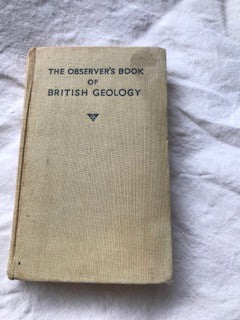 THE OBSERVER'S BOOK
OF
BRITISH GEOLOGY